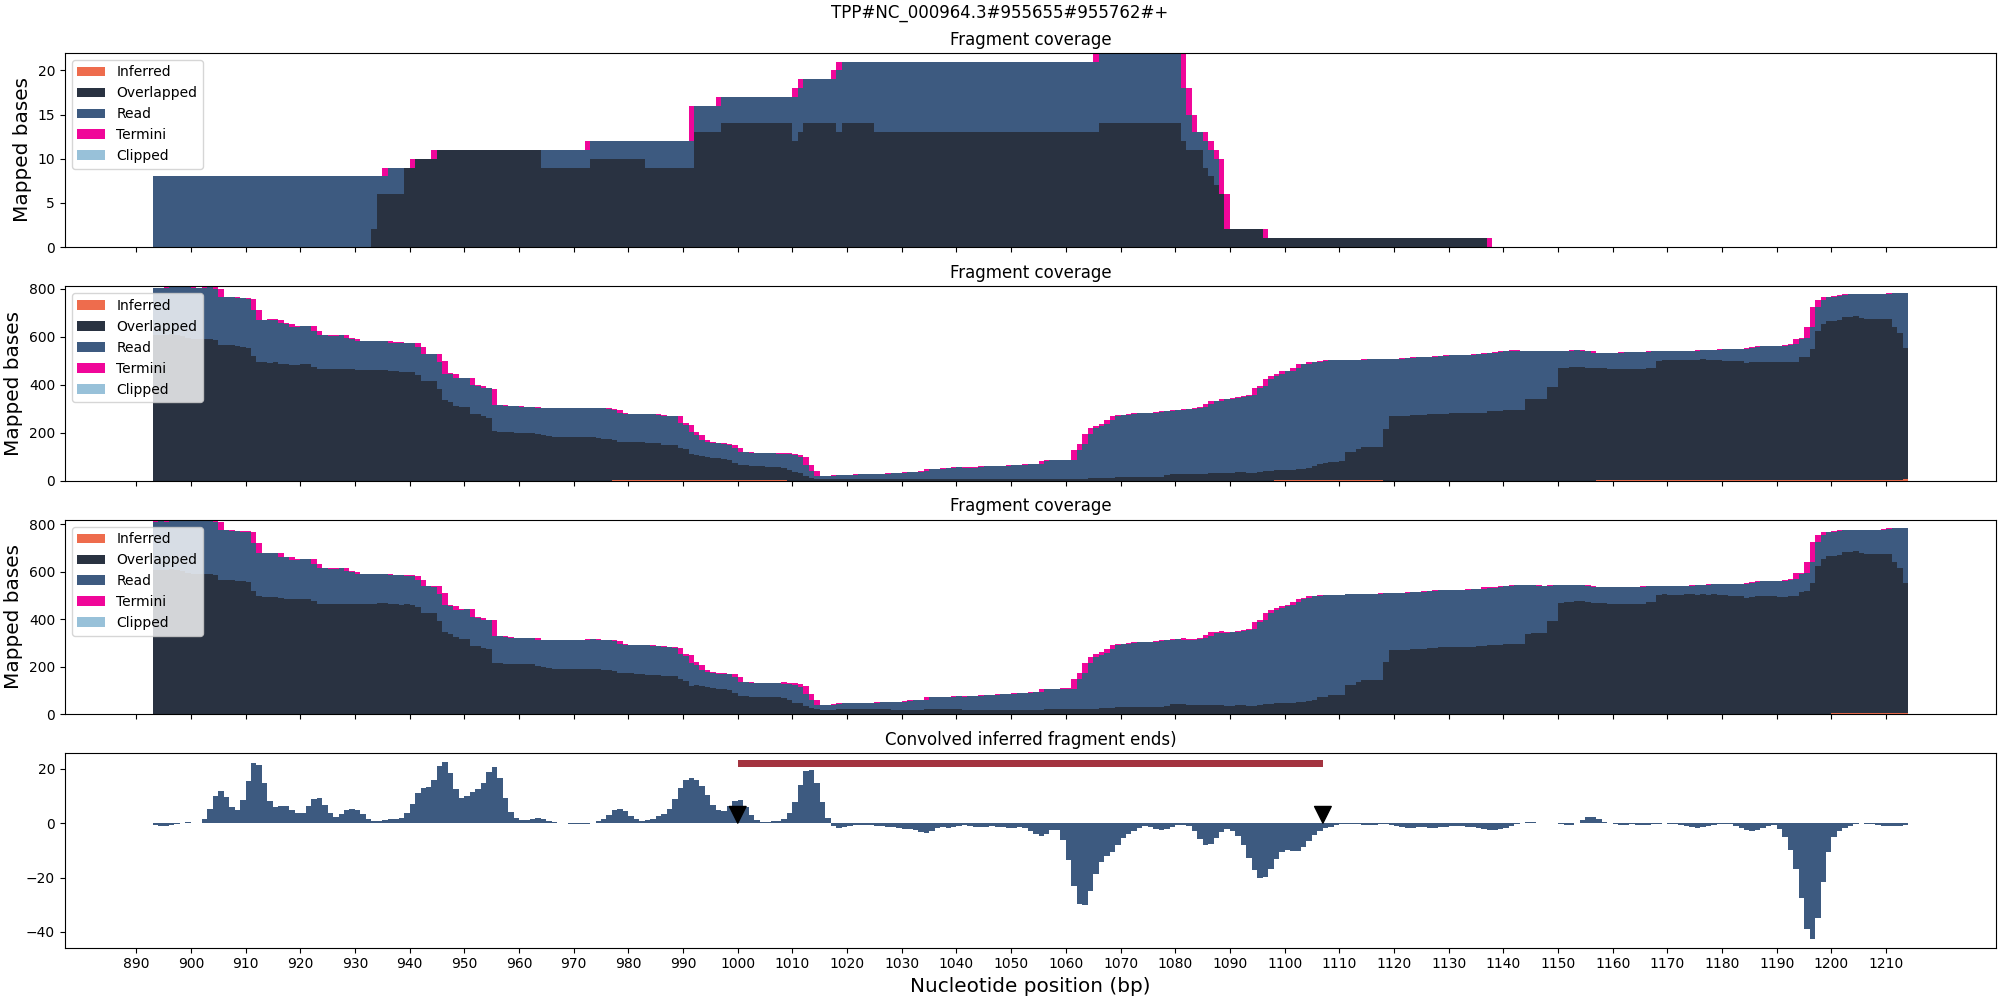 TPP#NC_000964.3#955655#955762#+
Fragment coverage
Mapped bases
20
15
10
5
0
Inferred
Overlapped
Read
Termini
Clipped
Fragment coverage
Mapped bases
800
600
400
200
0
Inferred
Overlapped
Read
Termini
Clipped
Fragment coverage
Mapped bases
800
600
400
200
0
Inferred
Overlapped
Read
Termini
Clipped
Convolved inferred fragment ends)
20
0
−20
−40
890 900 910 920 930 940 950 960 970 980 990 1000 1010 1020 1030 1040 1050 1060 1070 1080 1090 1100 1110 1120 1130 1140 1150 1160 1170 1180 1190 1200 1210
Nucleotide position (bp)